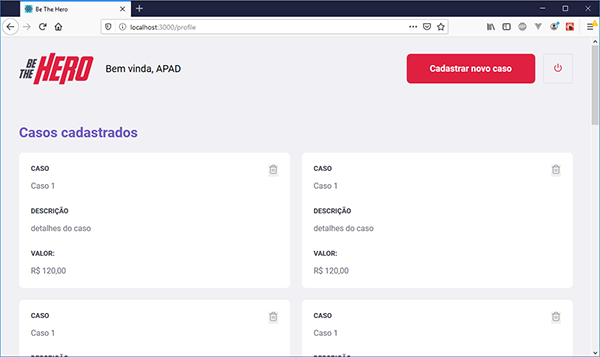 Be The Hero
localhost:3000/profile
BE THE HERO
Bem vinda, APAD
Cadastrar novo caso
Casos cadastrados
CASO
Caso 1
DESCRIÇÃO
detalhes do caso
VALOR:
R$ 120,00
CASO
Caso 1
DESCRIÇÃO
detalhes do caso
VALOR:
R$ 120,00
CASO
Caso 1
DESCRIÇÃO
CASO
Caso 1
DESCRIÇÃO